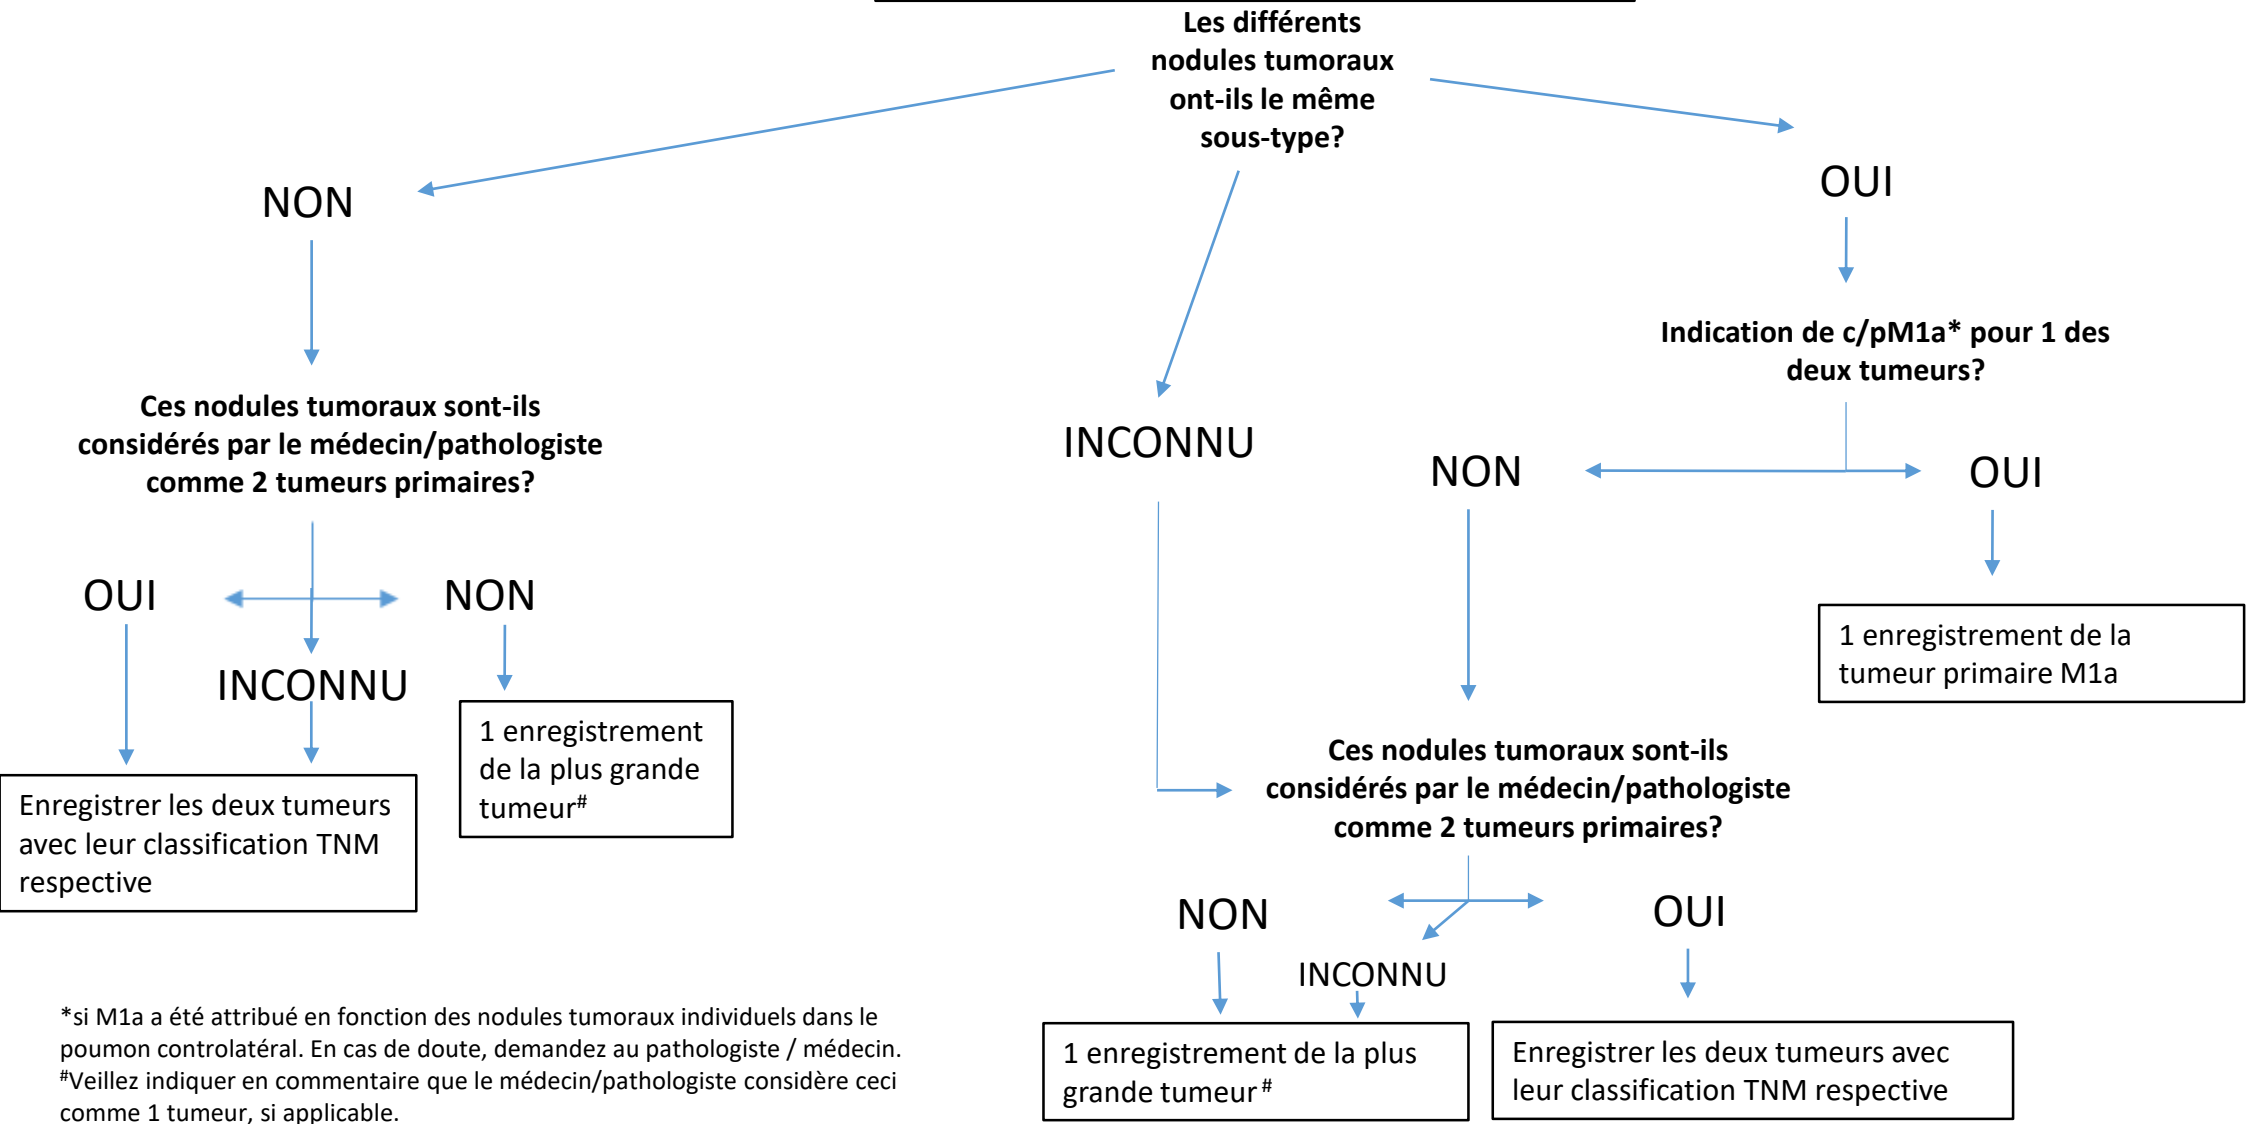 Les différents
nodules tumoraux
ont-ils le même
sous-type?
NON
OUI
Indication de c/pM1a* pour 1 des
deux tumeurs?
Ces nodules tumoraux sont-ils
considérés par le médecin/pathologiste
comme 2 tumeurs primaires?
INCONNU
NON
OUI
OUI
NON
INCONNU
1 enregistrement de la
tumeur primaire M1a
1 enregistrement
de la plus grande
tumeur#
Enregistrer les deux tumeurs
avec leur classification TNM
respective
Ces nodules tumoraux sont-ils
considérés par le médecin/pathologiste
comme 2 tumeurs primaires?
NON
OUI
INCONNU
1 enregistrement de la plus
grande tumeur #
Enregistrer les deux tumeurs avec
leur classification TNM respective
*si M1a a été attribué en fonction des nodules tumoraux individuels dans le
poumon controlatéral. En cas de doute, demandez au pathologiste / médecin.
#Veillez indiquer en commentaire que le médecin/pathologiste considère ceci
comme 1 tumeur, si applicable.